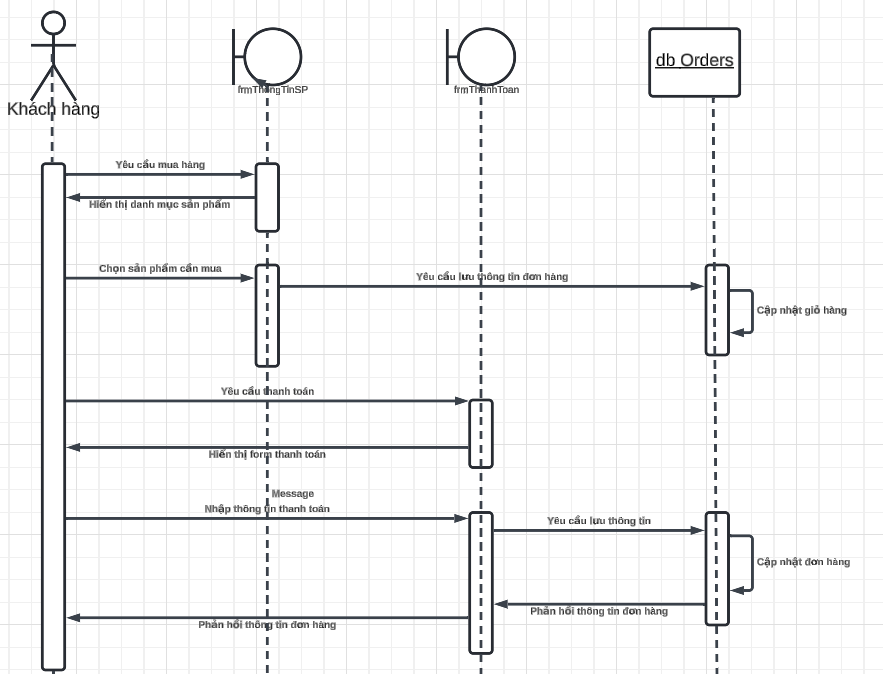 Khách hàng
frmThôngTinSP
frmThanhToan
db_Orders
Yêu cầu mua hàng
Hiển thị danh mục sản phẩm
Chọn sản phẩm cần mua
Yêu cầu lưu thông tin đơn hàng
Cập nhật giỏ hàng
Yêu cầu thanh toán
Hiển thị form thanh toán
Message
Nhập thông tin thanh toán
Yêu cầu lưu thông tin
Cập nhật đơn hàng
Phản hồi thông tin đơn hàng
Phản hồi thông tin đơn hàng